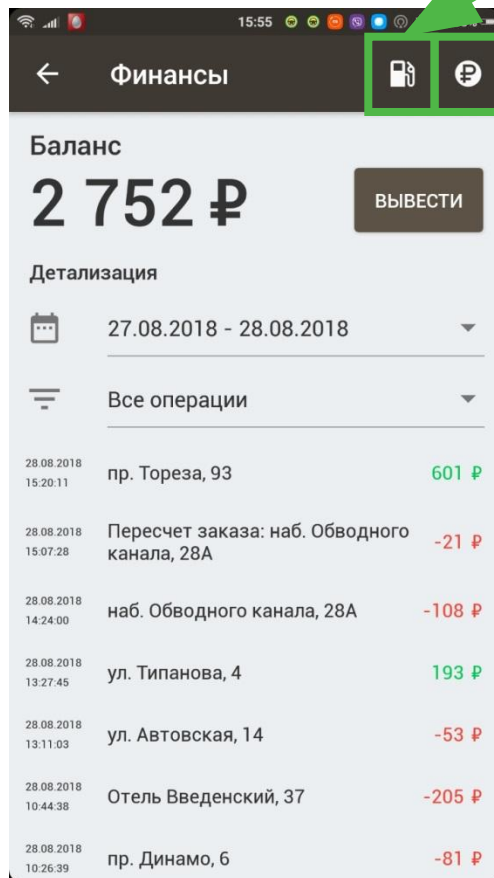 15:55
Финансы
Баланс
2 752 ₽
ВЫВЕСТИ
Детализация
27.08.2018 - 28.08.2018
Все операции
28.08.2018
15:20:11
пр. Тореза, 93
601 ₽
28.08.2018
15:07:28
Пересчет заказа: наб. Обводного
канала, 28А
-21 ₽
28.08.2018
14:24:00
наб. Обводного канала, 28А
-108 ₽
28.08.2018
13:27:45
ул. Типанова, 4
193 ₽
28.08.2018
13:11:03
ул. Автовская, 14
-53 ₽
28.08.2018
10:44:38
Отель Введенский, 37
-205 ₽
28.08.2018
10:26:39
пр. Динамо, 6
-81 ₽